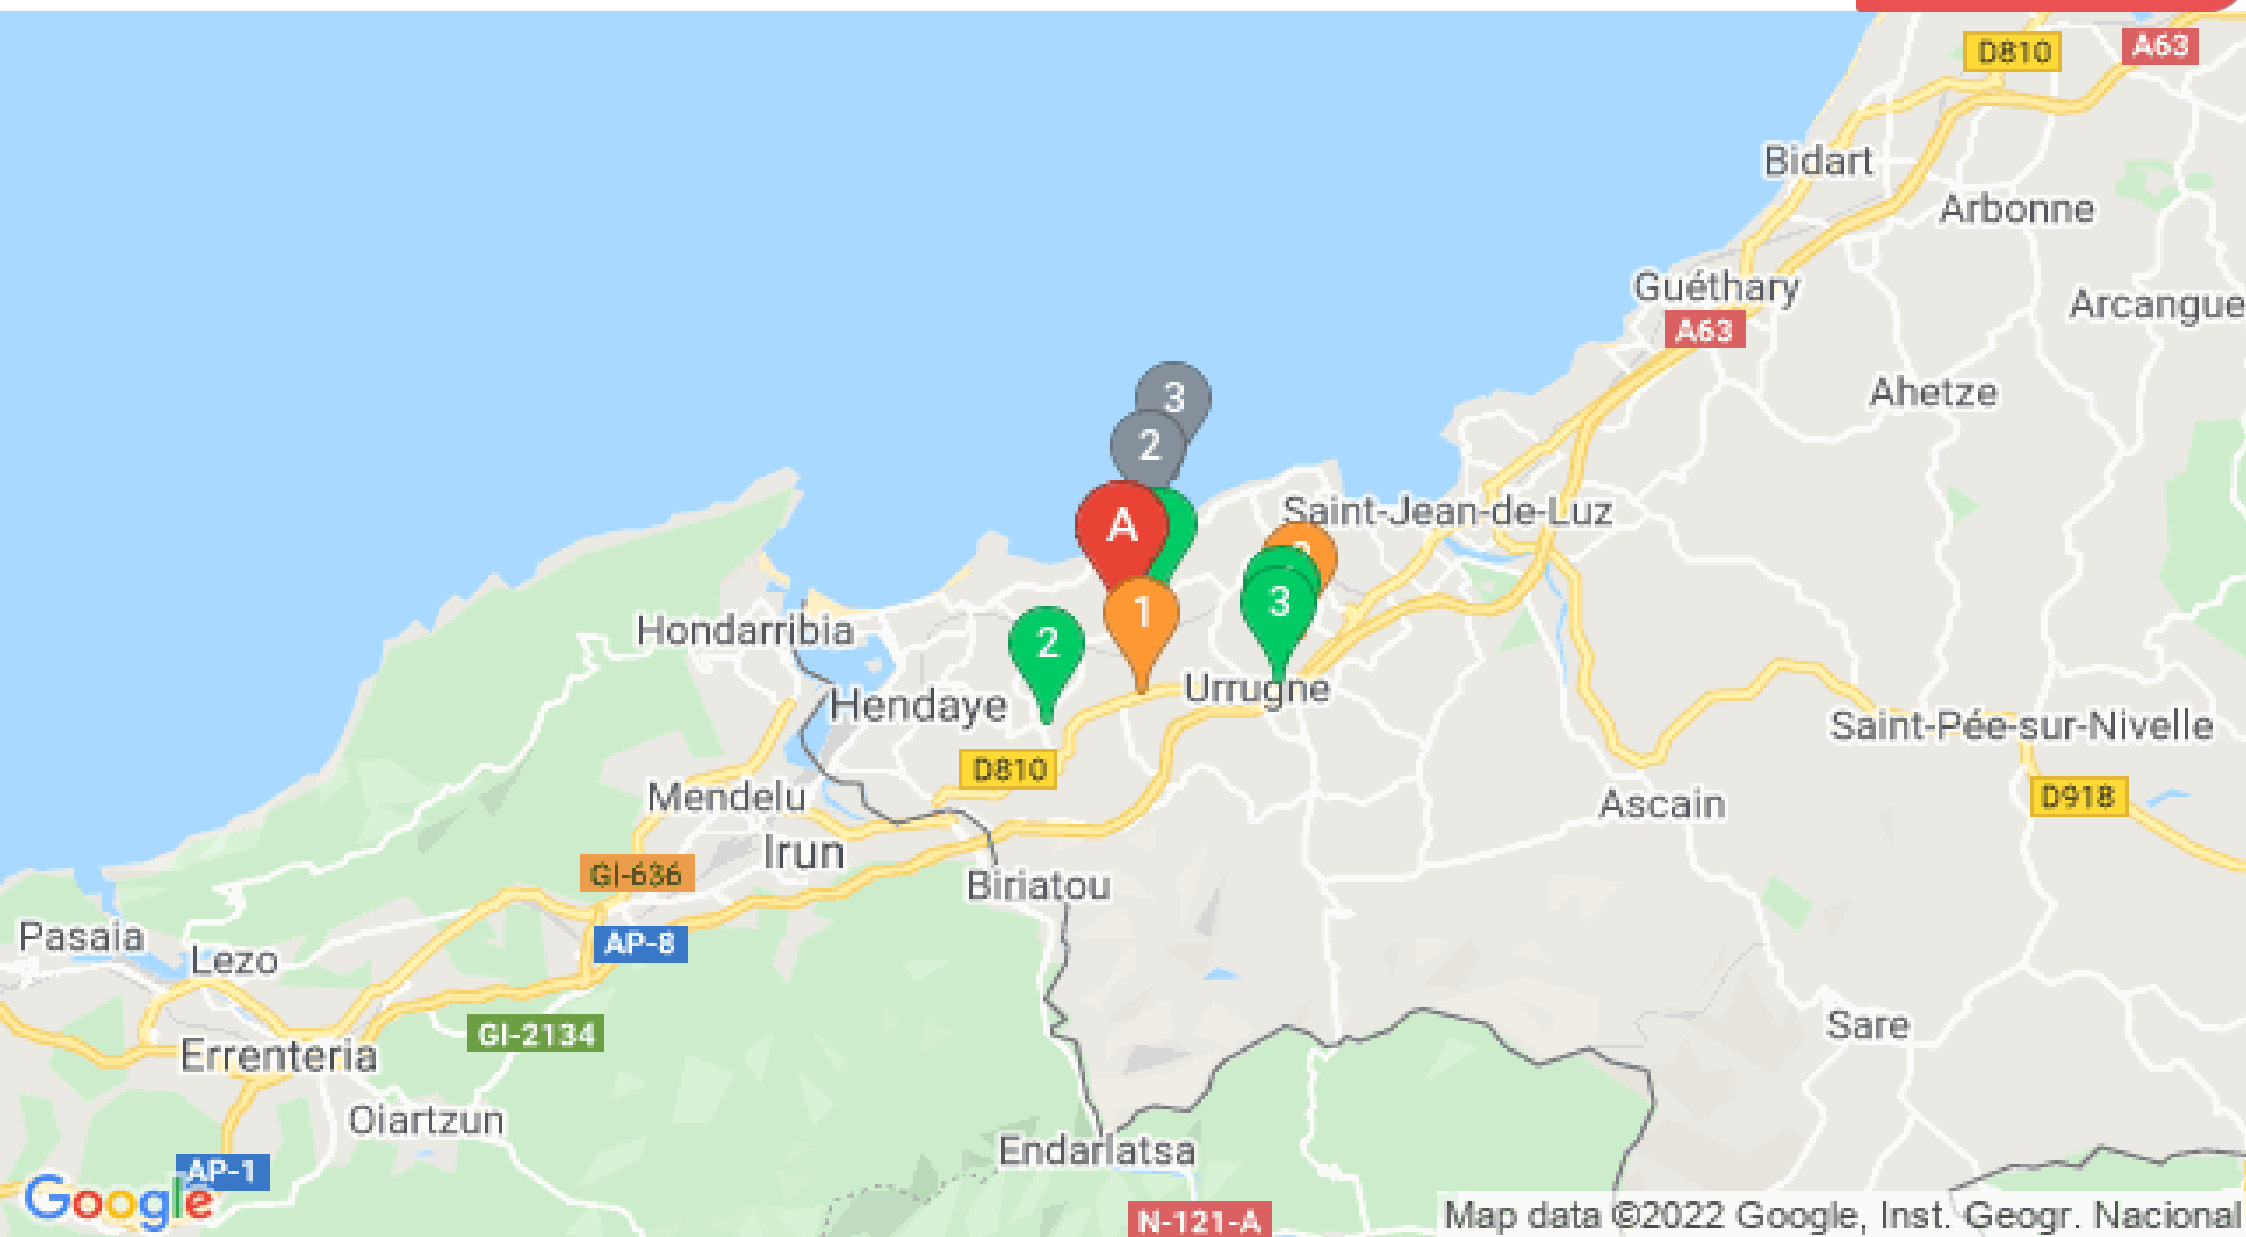 D810
A63
Bidart
Arbonne
Guéthary
Arcangue
A63
Ahetze
3
2
Saint-Jean-de-Luz
A
3
1
2
Hondarribia
Urrugne
Hendaye
Saint-Pée-sur-Nivelle
D810
Mendelu
D918
Ascain
Irun
GI-636
Biriatou
Pasaia
AP-8
Lezo
Sare
GI-2134
Errenteria
Oiartzun
Endarlatsa
AP-1
Google
N-121-A
Map data ©2022 Google, Inst. Geogr. Nacional